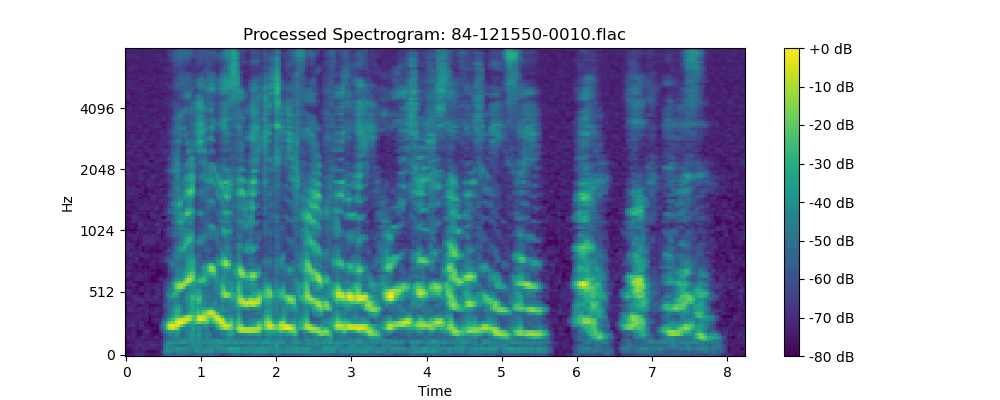 Processed Spectrogram: 84-121550-0010.flac
+0 dB
4096
-10 dB
-20 dB
2048
-30 dB
Hz
-40 dB
1024
-50 dB
512
-60 dB
-70 dB
0
-80 dB
0 1 2 3 4 5 6 7 8
Time